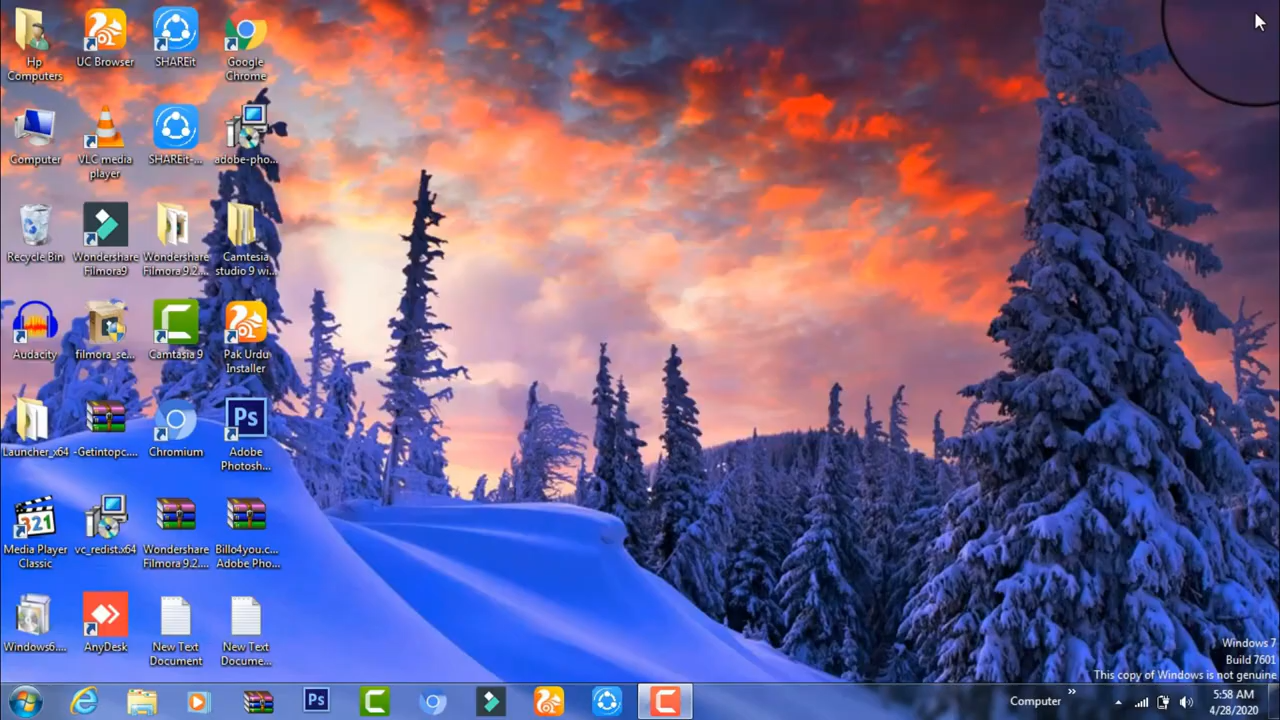 Hp
Computers
UC Browser
SHAREit
Google
Chrome
Computer
VLC media
player
SHAREit-...
adobe-pho...
Recycle Bin
Wondershare
Filmora9
Wondershare
Filmora 9.2....
Camtesia
studio 9 wi...
Audacity
filmora_se...
Camtasia 9
Pak Urdu
Installer
Launcher_x64
-Getintopc....
Chromium
Ps
Adobe
Photosh...
321
Media Player
Classic
vc_redist.x64
Wondershare
Filmora 9.2....
Billo4you.c...
Adobe Pho...
Windows6....
AnyDesk
New Text
Document
New Text
Docume...
Windows 7
Build 7601
This copy of Windows is not genuine
Ps
Computer
»
5:58 AM
4/28/2020